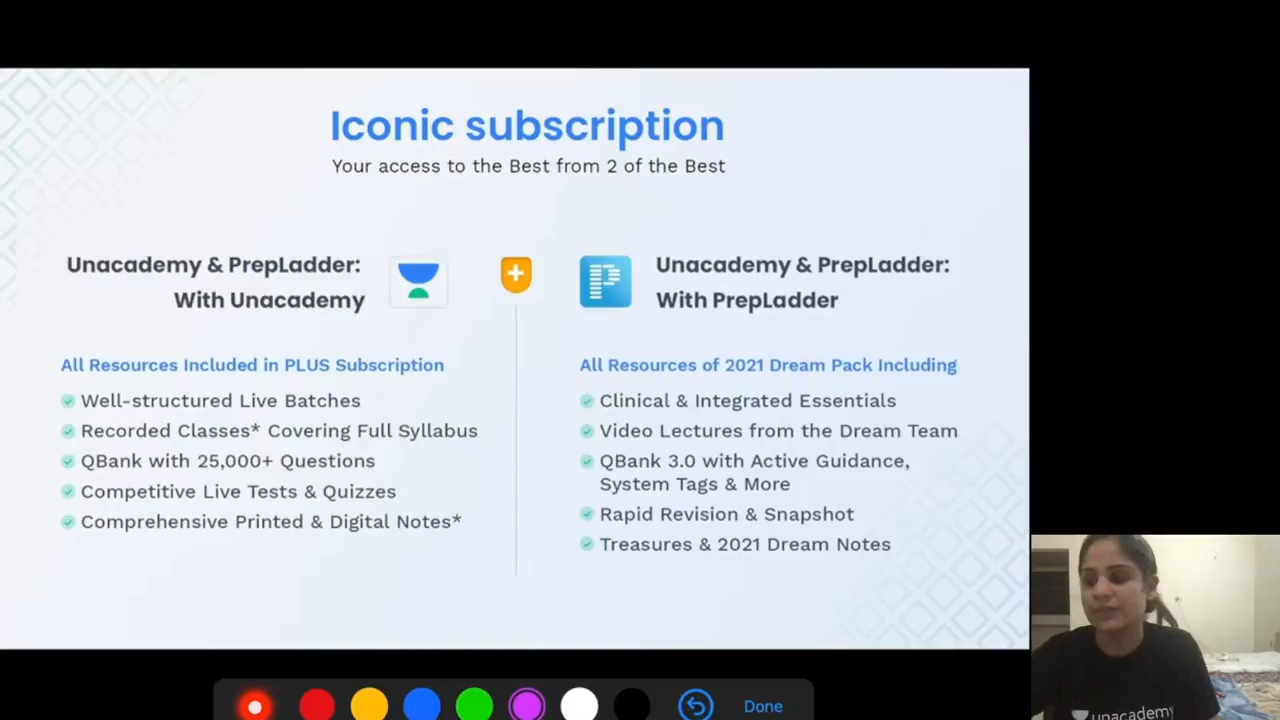 Iconic subscription
Your access to the Best from 2 of the Best
Unacademy & PrepLadder:
With Unacademy
All Resources Included in PLUS Subscription
Well-structured Live Batches
Recorded Classes* Covering Full Syllabus
QBank with 25,000+ Questions
Competitive Live Tests & Quizzes
Comprehensive Printed & Digital Notes*
Unacademy & PrepLadder:
With PrepLadder
All Resources of 2021 Dream Pack Including
Clinical & Integrated Essentials
Video Lectures from the Dream Team
QBank 3.0 with Active Guidance,
System Tags & More
Rapid Revision & Snapshot
Treasures & 2021 Dream Notes
unacademy
Done